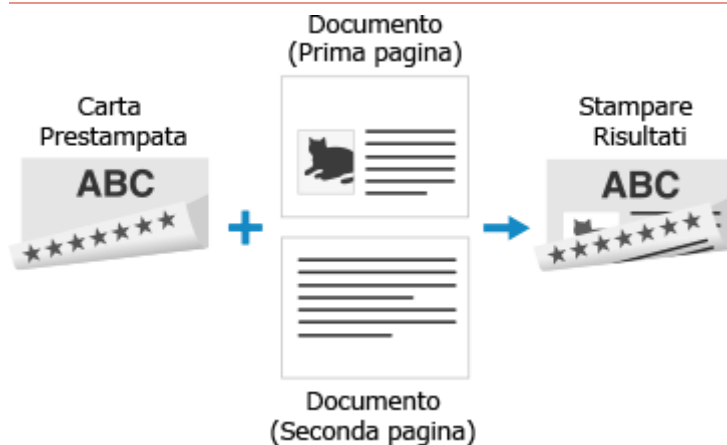 Documento
(Prima pagina)
Carta
Prestampata
Stampare
Risultati
ABC
ABC
Documento
(Seconda pagina)